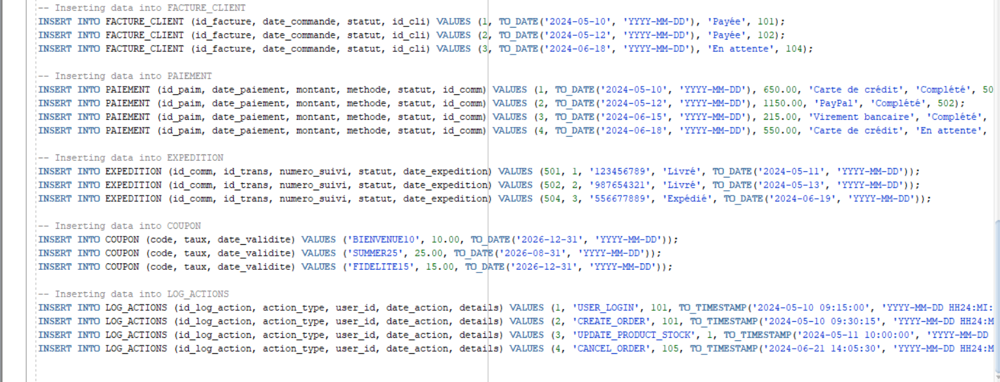 -- Inserting data into FACTURE_CLIENT
INSERT INTO FACTURE_CLIENT (id_facture, date_commande, statut, id_cli) VALUES (1, TO_DATE('2024-05-10', 'YYYY-MM-DD'), 'Payée', 101);
INSERT INTO FACTURE_CLIENT (id_facture, date_commande, statut, id_cli) VALUES (2, TO_DATE('2024-05-12', 'YYYY-MM-DD'), 'Payée', 102);
INSERT INTO FACTURE_CLIENT (id_facture, date_commande, statut, id_cli) VALUES (3, TO_DATE('2024-06-18', 'YYYY-MM-DD'), 'En attente', 104);
-- Inserting data into PAIEMENT
INSERT INTO PAIEMENT (id_paim, date_paiement, montant, methode, statut, id_comm) VALUES (1, TO_DATE('2024-05-10', 'YYYY-MM-DD'), 650.00, 'Carte de crédit', 'Complété', 50
INSERT INTO PAIEMENT (id_paim, date_paiement, montant, methode, statut, id_comm) VALUES (2, TO_DATE('2024-05-12', 'YYYY-MM-DD'), 1150.00, 'PayPal', 'Complété', 502);
INSERT INTO PAIEMENT (id_paim, date_paiement, montant, methode, statut, id_comm) VALUES (3, TO_DATE('2024-06-15', 'YYYY-MM-DD'), 215.00, 'Virement bancaire', 'Complété',
INSERT INTO PAIEMENT (id_paim, date_paiement, montant, methode, statut, id_comm) VALUES (4, TO_DATE('2024-06-18', 'YYYY-MM-DD'), 550.00, 'Carte de crédit', 'En attente',
-- Inserting data into EXPEDITION
INSERT INTO EXPEDITION (id_comm, id_trans, numero_suivi, statut, date_expedition) VALUES (501, 1, '123456789', 'Livré', TO_DATE('2024-05-11', 'YYYY-MM-DD'));
INSERT INTO EXPEDITION (id_comm, id_trans, numero_suivi, statut, date_expedition) VALUES (502, 2, '987654321', 'Livré', TO_DATE('2024-05-13', 'YYYY-MM-DD'));
INSERT INTO EXPEDITION (id_comm, id_trans, numero_suivi, statut, date_expedition) VALUES (504, 3, '556677889', 'Expédié', TO_DATE('2024-06-19', 'YYYY-MM-DD'));
-- Inserting data into COUPON
INSERT INTO COUPON (code, taux, date_validite) VALUES ('BIENVENUE10', 10.00, TO_DATE('2026-12-31', 'YYYY-MM-DD'));
INSERT INTO COUPON (code, taux, date_validite) VALUES ('SUMMER25', 25.00, TO_DATE('2026-08-31', 'YYYY-MM-DD'));
INSERT INTO COUPON (code, taux, date_validite) VALUES ('FIDELITE15', 15.00, TO_DATE('2026-12-31', 'YYYY-MM-DD'));
-- Inserting data into LOG_ACTIONS
INSERT INTO LOG_ACTIONS (id_log_action, action_type, user_id, date_action, details) VALUES (1, 'USER_LOGIN', 101, TO_TIMESTAMP('2024-05-10 09:15:00', 'YYYY-MM-DD HH24:MI:
INSERT INTO LOG_ACTIONS (id_log_action, action_type, user_id, date_action, details) VALUES (2, 'CREATE_ORDER', 101, TO_TIMESTAMP('2024-05-10 09:30:15', 'YYYY-MM-DD HH24:M
INSERT INTO LOG_ACTIONS (id_log_action, action_type, user_id, date_action, details) VALUES (3, 'UPDATE_PRODUCT_STOCK', 1, TO_TIMESTAMP('2024-05-11 10:00:00', 'YYYY-MM-DD
INSERT INTO LOG_ACTIONS (id_log_action, action_type, user_id, date_action, details) VALUES (4, 'CANCEL_ORDER', 105, TO_TIMESTAMP('2024-06-21 14:05:30', 'YYYY-MM-DD HH24:M